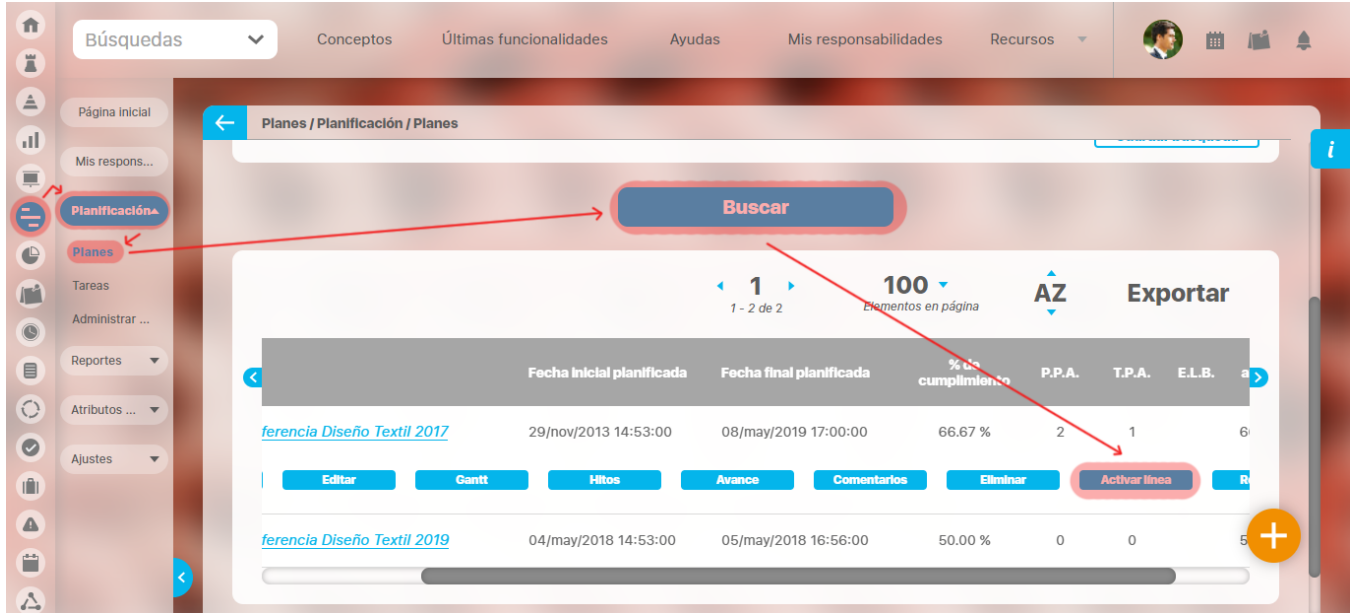 Búsquedas
Conceptos
Últimas funcionalidades
Ayudas
Mis responsabilidades
Recursos
Página inicial
Mis respons...
Planificación
Planes
Tareas
Administrar ...
Reportes
Atributos ...
Ajustes
Planes / Planificación / Planes
i
Buscar
1
1 - 2 de 2
100
Elementos en página
AZ
Exportar
Fecha inicial planificada
Fecha final planificada
% de
cumplimiento
P.P.A.
T.P.A.
E.L.B.
a
ferencia Diseño Textil 2017
29/nov/2013 14:53:00
08/may/2019 17:00:00
66.67 %
2
1
6
Editar
Gantt
Hitos
Avance
Comentarios
Eliminar
Activar línea
R
ferencia Diseño Textil 2019
04/may/2018 14:53:00
05/may/2018 16:56:00
50.00 %
0
0
5